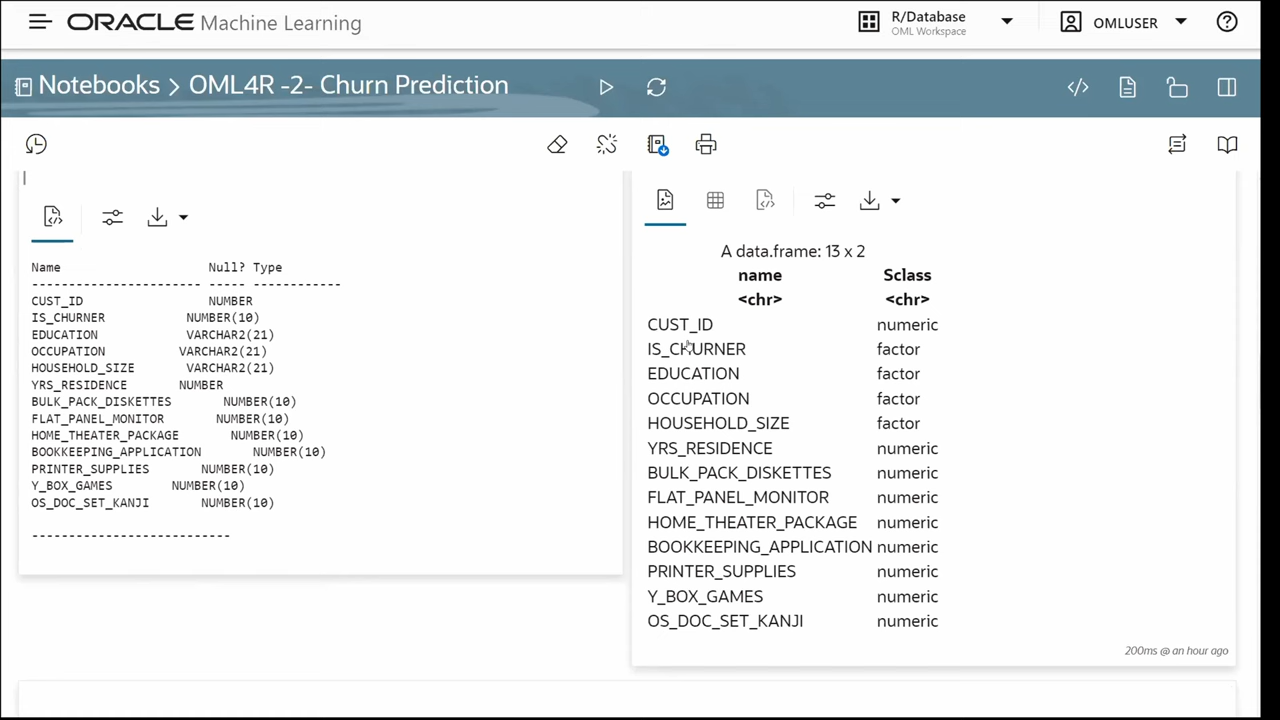 ORACLE Machine Learning
R/Database
OML Workspace
OMLUSER
Notebooks > OML4R -2- Churn Prediction
Name Null? Type
----------------------- ----- ------------
CUST_ID NUMBER
IS_CHURNER NUMBER(10)
EDUCATION VARCHAR2(21)
OCCUPATION VARCHAR2(21)
HOUSEHOLD_SIZE VARCHAR2(21)
YRS_RESIDENCE NUMBER
BULK_PACK_DISKETTES NUMBER(10)
FLAT_PANEL_MONITOR NUMBER(10)
HOME_THEATER_PACKAGE NUMBER(10)
BOOKKEEPING_APPLICATION NUMBER(10)
PRINTER_SUPPLIES NUMBER(10)
Y_BOX_GAMES NUMBER(10)
OS_DOC_SET_KANJI NUMBER(10)
---------------------------
A data.frame: 13 x 2
name Sclass
<chr> <chr>
CUST_ID numeric
IS_CHURNER factor
EDUCATION factor
OCCUPATION factor
HOUSEHOLD_SIZE factor
YRS_RESIDENCE numeric
BULK_PACK_DISKETTES numeric
FLAT_PANEL_MONITOR numeric
HOME_THEATER_PACKAGE numeric
BOOKKEEPING_APPLICATION numeric
PRINTER_SUPPLIES numeric
Y_BOX_GAMES numeric
OS_DOC_SET_KANJI numeric
200ms @ an hour ago